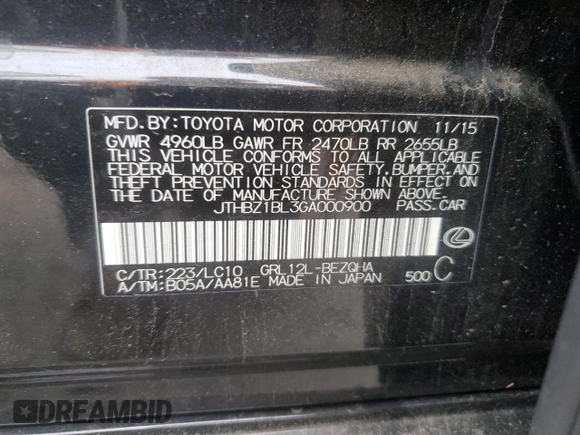 MFD.BY:TOYOTA MOTOR CORPORATION 11/15
GVWR 4960LB GAWR FR 2470LB RR 2655LB
THIS VEHICLE CONFORMS TO ALL APPLICABLE
FEDERAL MOTOR VEHICLE SAFETY,BUMPER,AND
THEFT PREVENTION STANDARDS IN EFFECT ON
THE DATE OF MANUFACTURE SHOWN ABOVE.
JTHBZ1BL3GA000900 PASS.CAR
C/TR:223/LC10 GRL12L-BEZQHA
A/TM:B05A/AA81E MADE IN JAPAN 500 C
DREAMBID